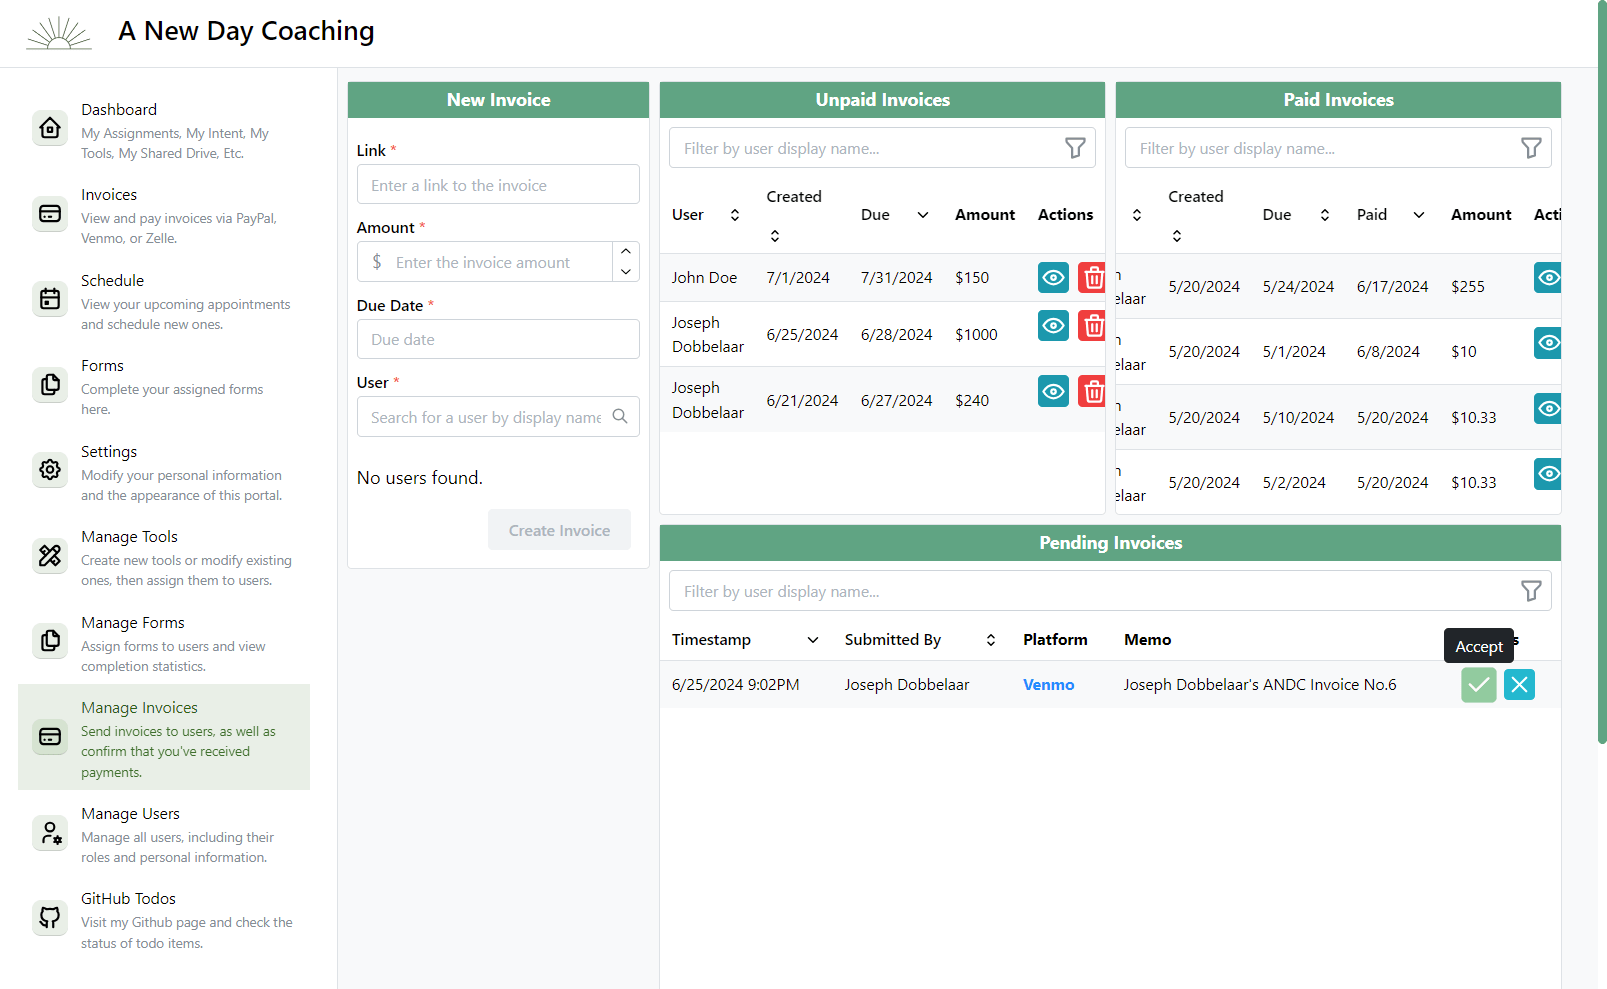 A New Day Coaching
Dashboard
My Assignments, My Intent, My
Tools, My Shared Drive, Etc.
Invoices
View and pay invoices via PayPal,
Venmo, or Zelle.
Schedule
View your upcoming appointments
and schedule new ones.
Forms
Complete your assigned forms
here.
Settings
Modify your personal information
and the appearance of this portal.
Manage Tools
Create new tools or modify existing
ones, then assign them to users.
Manage Forms
Assign forms to users and view
completion statistics.
Manage Invoices
Send invoices to users, as well as
confirm that you've received
payments.
Manage Users
Manage all users, including their
roles and personal information.
GitHub Todos
Visit my Github page and check the
status of todo items.
New Invoice
Link *
Enter a link to the invoice
Amount *
$ Enter the invoice amount
Due Date *
Due date
User *
Search for a user by display name
No users found.
Create Invoice
Unpaid Invoices
Filter by user display name...
User Created Due Amount Actions
John Doe 7/1/2024 7/31/2024 $150
Joseph
Dobbelaar 6/25/2024 6/28/2024 $1000
Joseph
Dobbelaar 6/21/2024 6/27/2024 $240
Paid Invoices
Filter by user display name...
Created Due Paid Amount Acti
elaar 5/20/2024 5/24/2024 6/17/2024 $255
elaar 5/20/2024 5/1/2024 6/8/2024 $10
elaar 5/20/2024 5/10/2024 5/20/2024 $10.33
elaar 5/20/2024 5/2/2024 5/20/2024 $10.33
Pending Invoices
Filter by user display name...
Timestamp Submitted By Platform Memo
Accept
6/25/2024 9:02PM Joseph Dobbelaar Venmo Joseph Dobbelaar's ANDC Invoice No.6